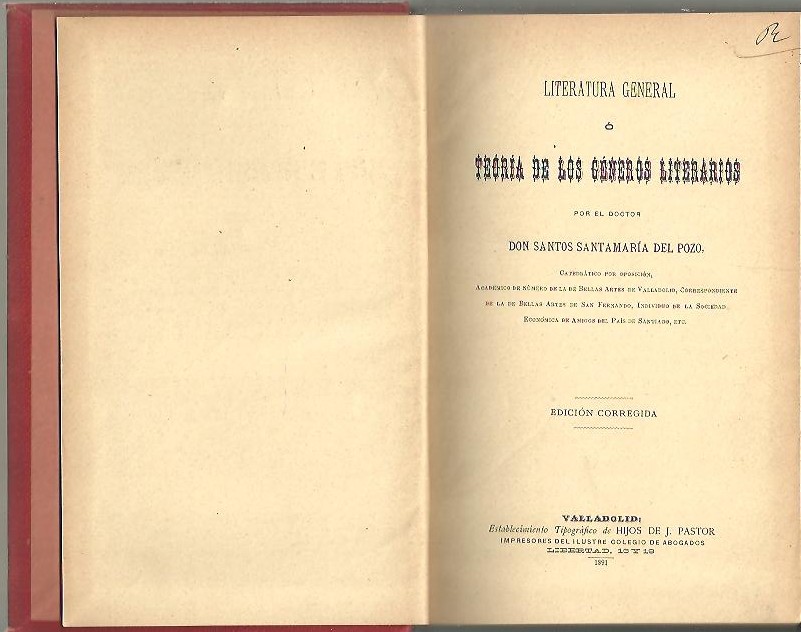 LITERATURA GENERAL
Ó
TEORÍA DE LOS GÉNEROS LITERARIOS
POR EL DOCTOR
DON SANTOS SANTAMARÍA DEL POZO,
CATEDRÁTICO POR OPOSICIÓN,
ACADÉMICO DE NÚMERO DE LA DE BELLAS ARTES DE VALLADOLID, CORRESPONDIENTE
DE LA DE BELLAS ARTES DE SAN FERNANDO, INDIVIDUO DE LA SOCIEDAD
ECONÓMICA DE AMIGOS DEL PAÍS DE SANTIAGO, ETC.
EDICIÓN CORREGIDA
VALLADOLID:
Establecimiento Tipográfico de HIJOS DE J. PASTOR
IMPRESORES DEL ILUSTRE COLEGIO DE ABOGADOS
LIBERTAD, 10 Y 12
1891